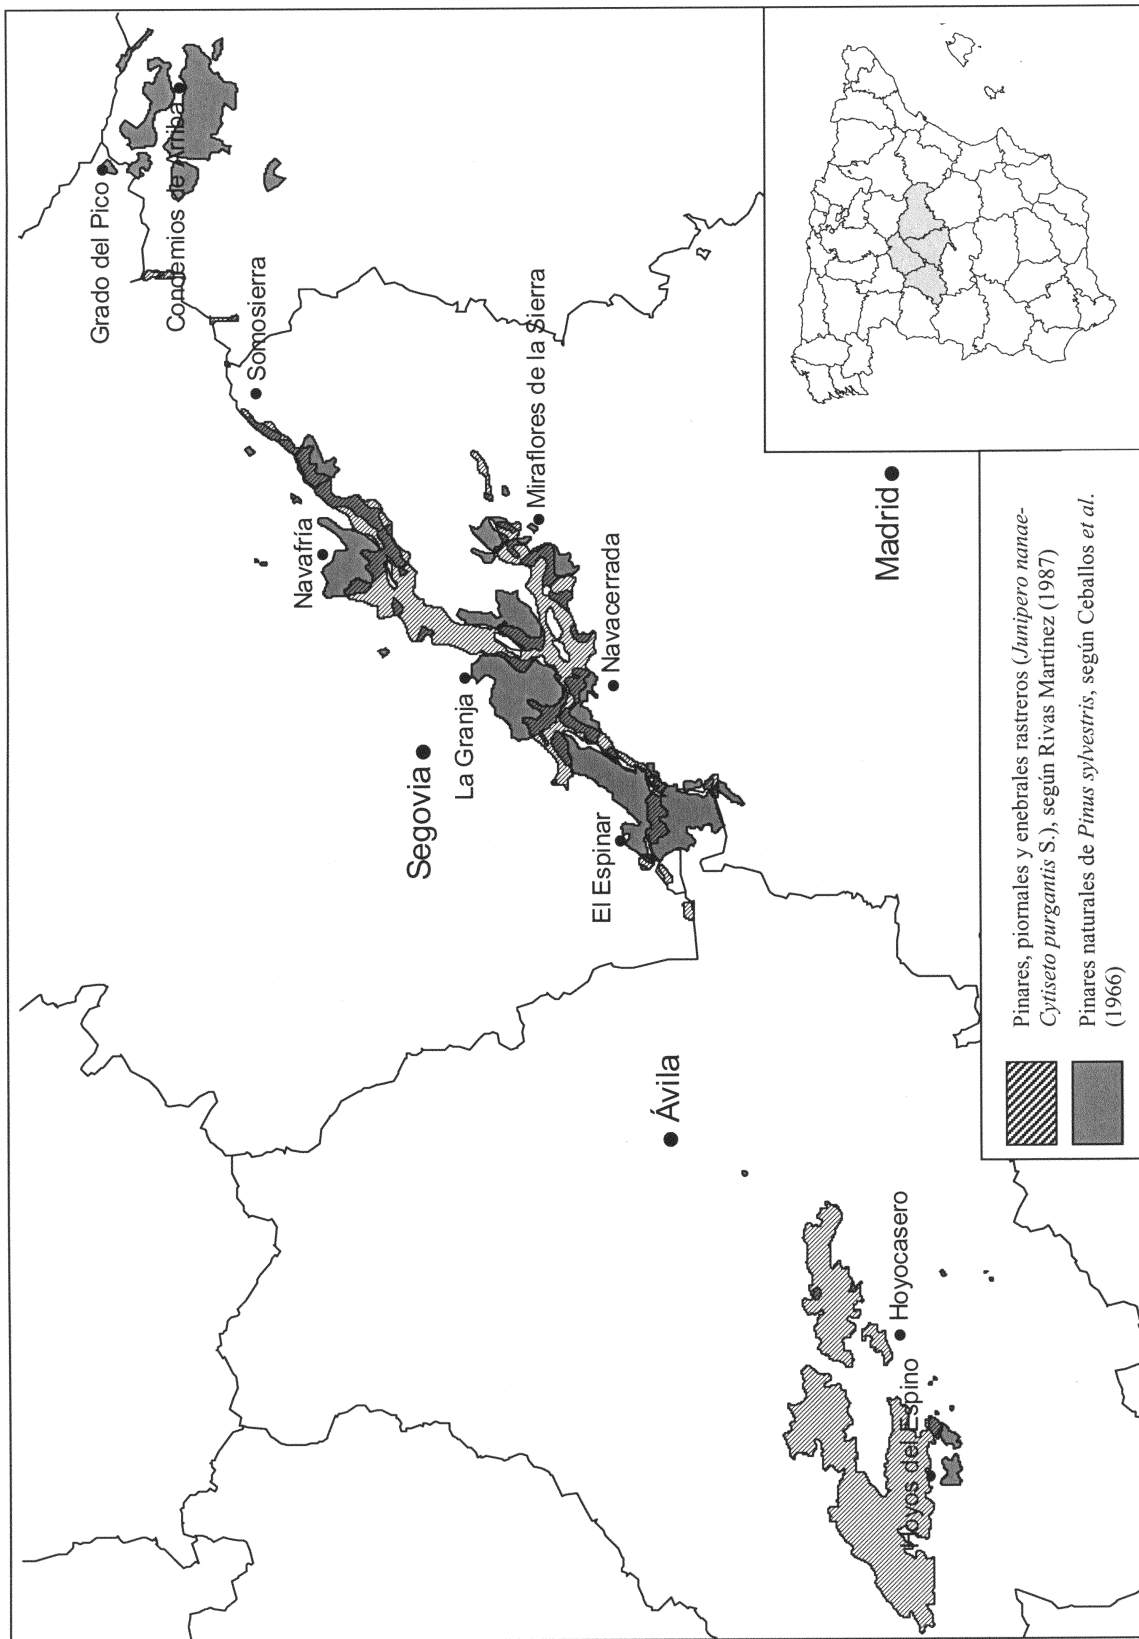 Grado del Pico
Condemios de Arriba
Somosierra
Navafría
Miraflores de la Sierra
La Granja
Navacerrada
Segovia
El Espinar
Madrid
Ávila
Hoyocasero
Hoyos del Espino
Pinares, piornales y enebrales rastreros (Junipero nanae-
Cytiseto purgantis S.), según Rivas Martínez (1987)
Pinares naturales de Pinus sylvestris, según Ceballos et al.
(1966)